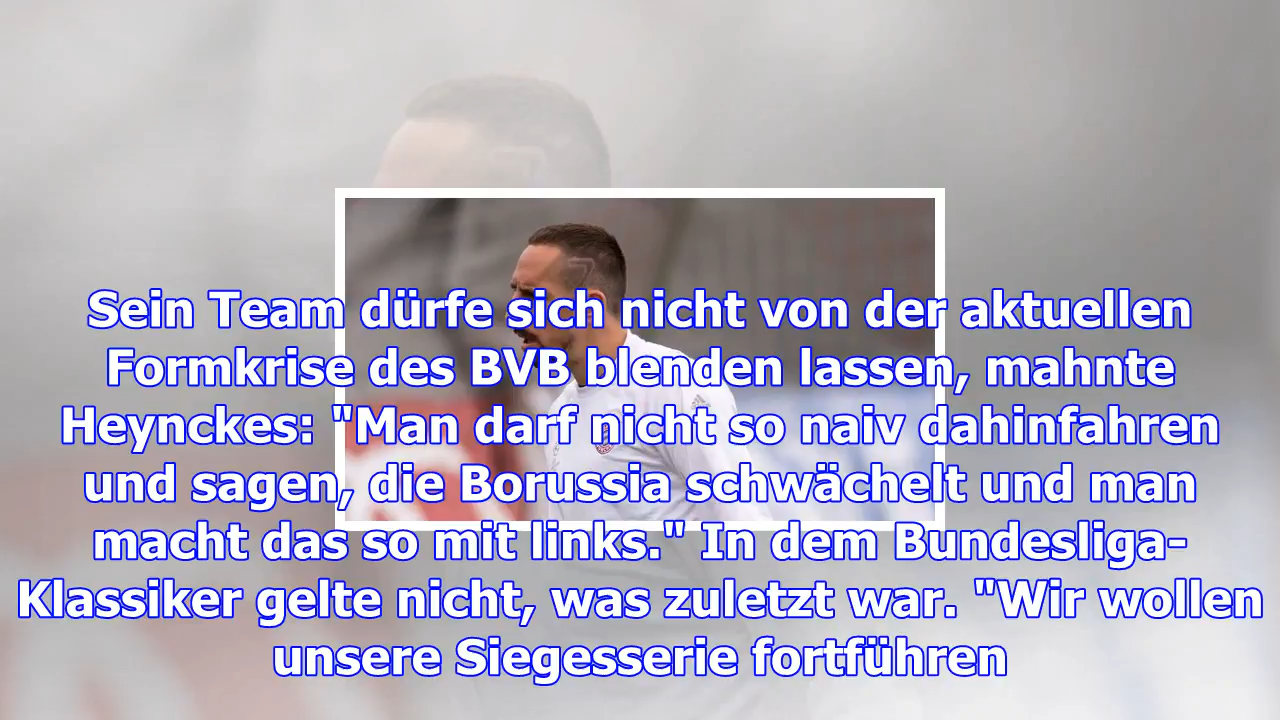 Sein Team dürfe sich nicht von der aktuellen
Formkrise des BVB blenden lassen, mahnte
Heynckes: "Man darf nicht so naiv dahinfahren
und sagen, die Borussia schwächelt und man
macht das so mit links." In dem Bundesliga-
Klassiker gelte nicht, was zuletzt war. "Wir wollen
unsere Siegesserie fortführen